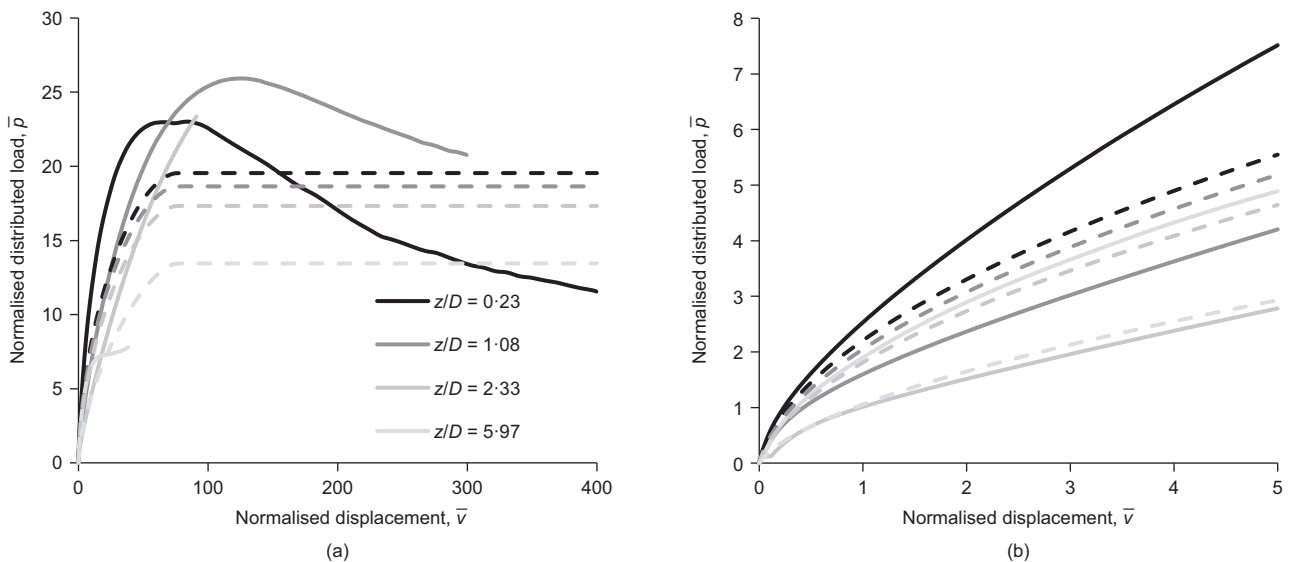 30
25
20
15
10
5
0
Normalised distributed load, p̅
0 100 200 300 400
Normalised displacement, v̅
z/D = 0·23
z/D = 1·08
z/D = 2·33
z/D = 5·97
(a)
8
7
6
5
4
3
2
1
0
Normalised distributed load, p̅
0 1 2 3 4 5
Normalised displacement, v̅
(b)